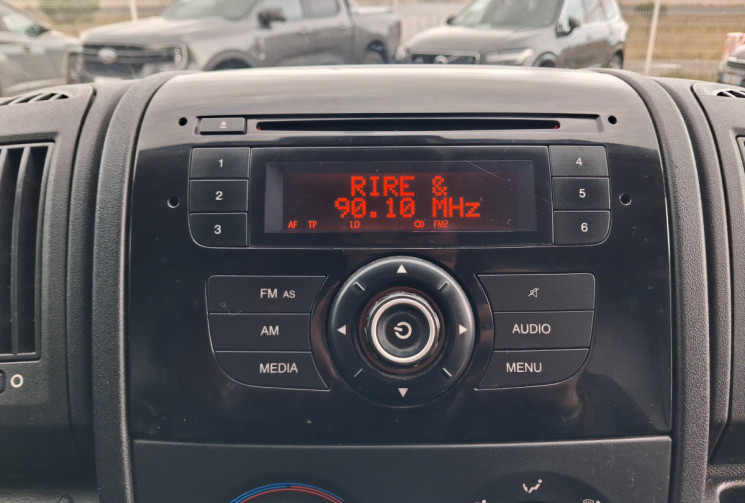 1
2
3
RIRE &
90.10 MHz
AF TP LD CD FM2
4
5
6
FM AS
AM
MEDIA
AUDIO
MENU